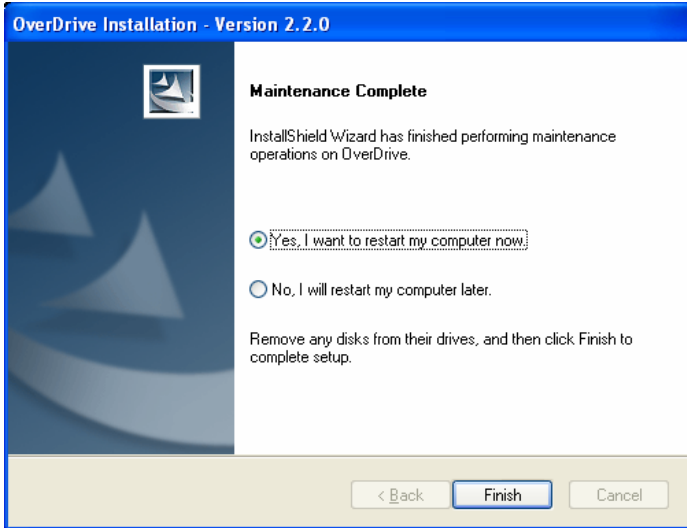 OverDrive Installation - Version 2.2.0
Maintenance Complete
InstallShield Wizard has finished performing maintenance
operations on OverDrive.
Yes, I want to restart my computer now.
No, I will restart my computer later.
Remove any disks from their drives, and then click Finish to
complete setup.
< Back Finish Cancel